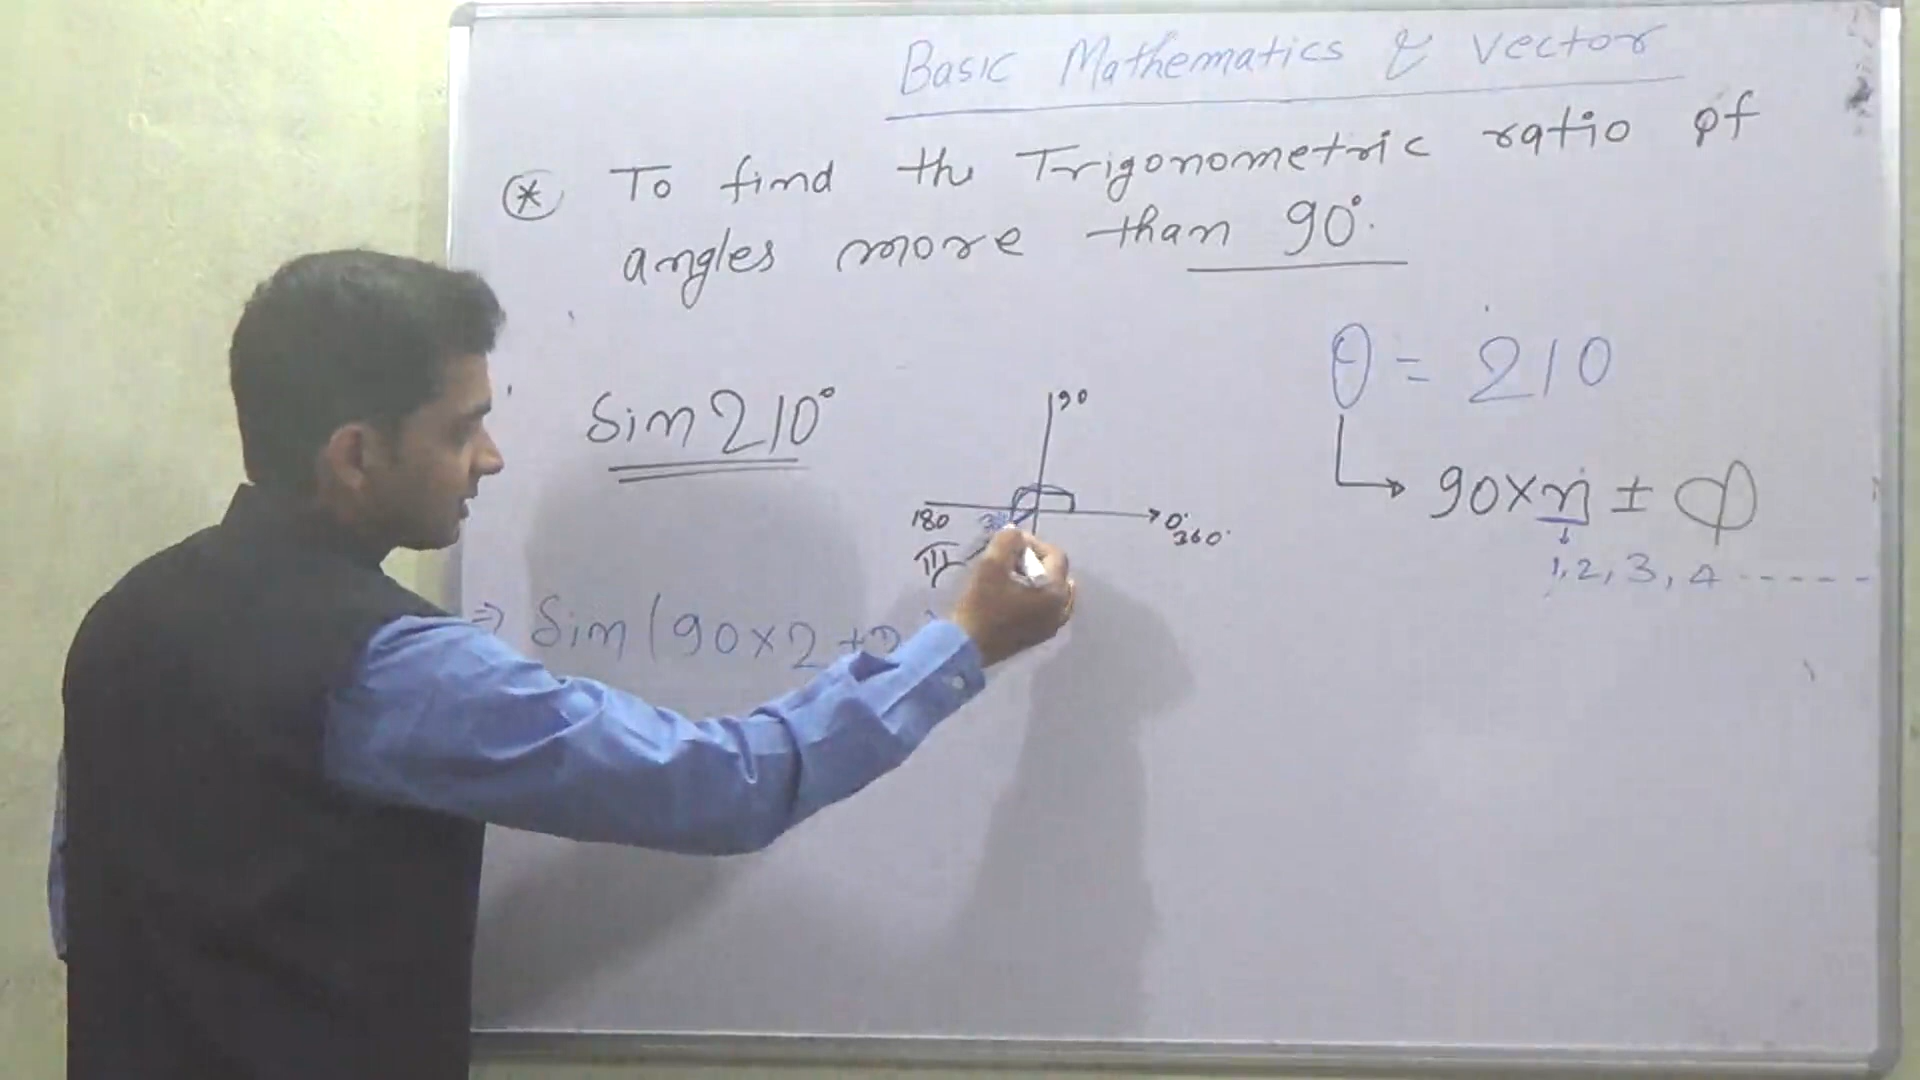 Basic Mathematics & Vector
* To find the Trigonometric ratio of
angles more than 90°.
θ = 210
Sin 210°
90
90×n ± φ
180
0°
360°
1, 2, 3, 4 -----
III
⇒ Sin (90×2 +